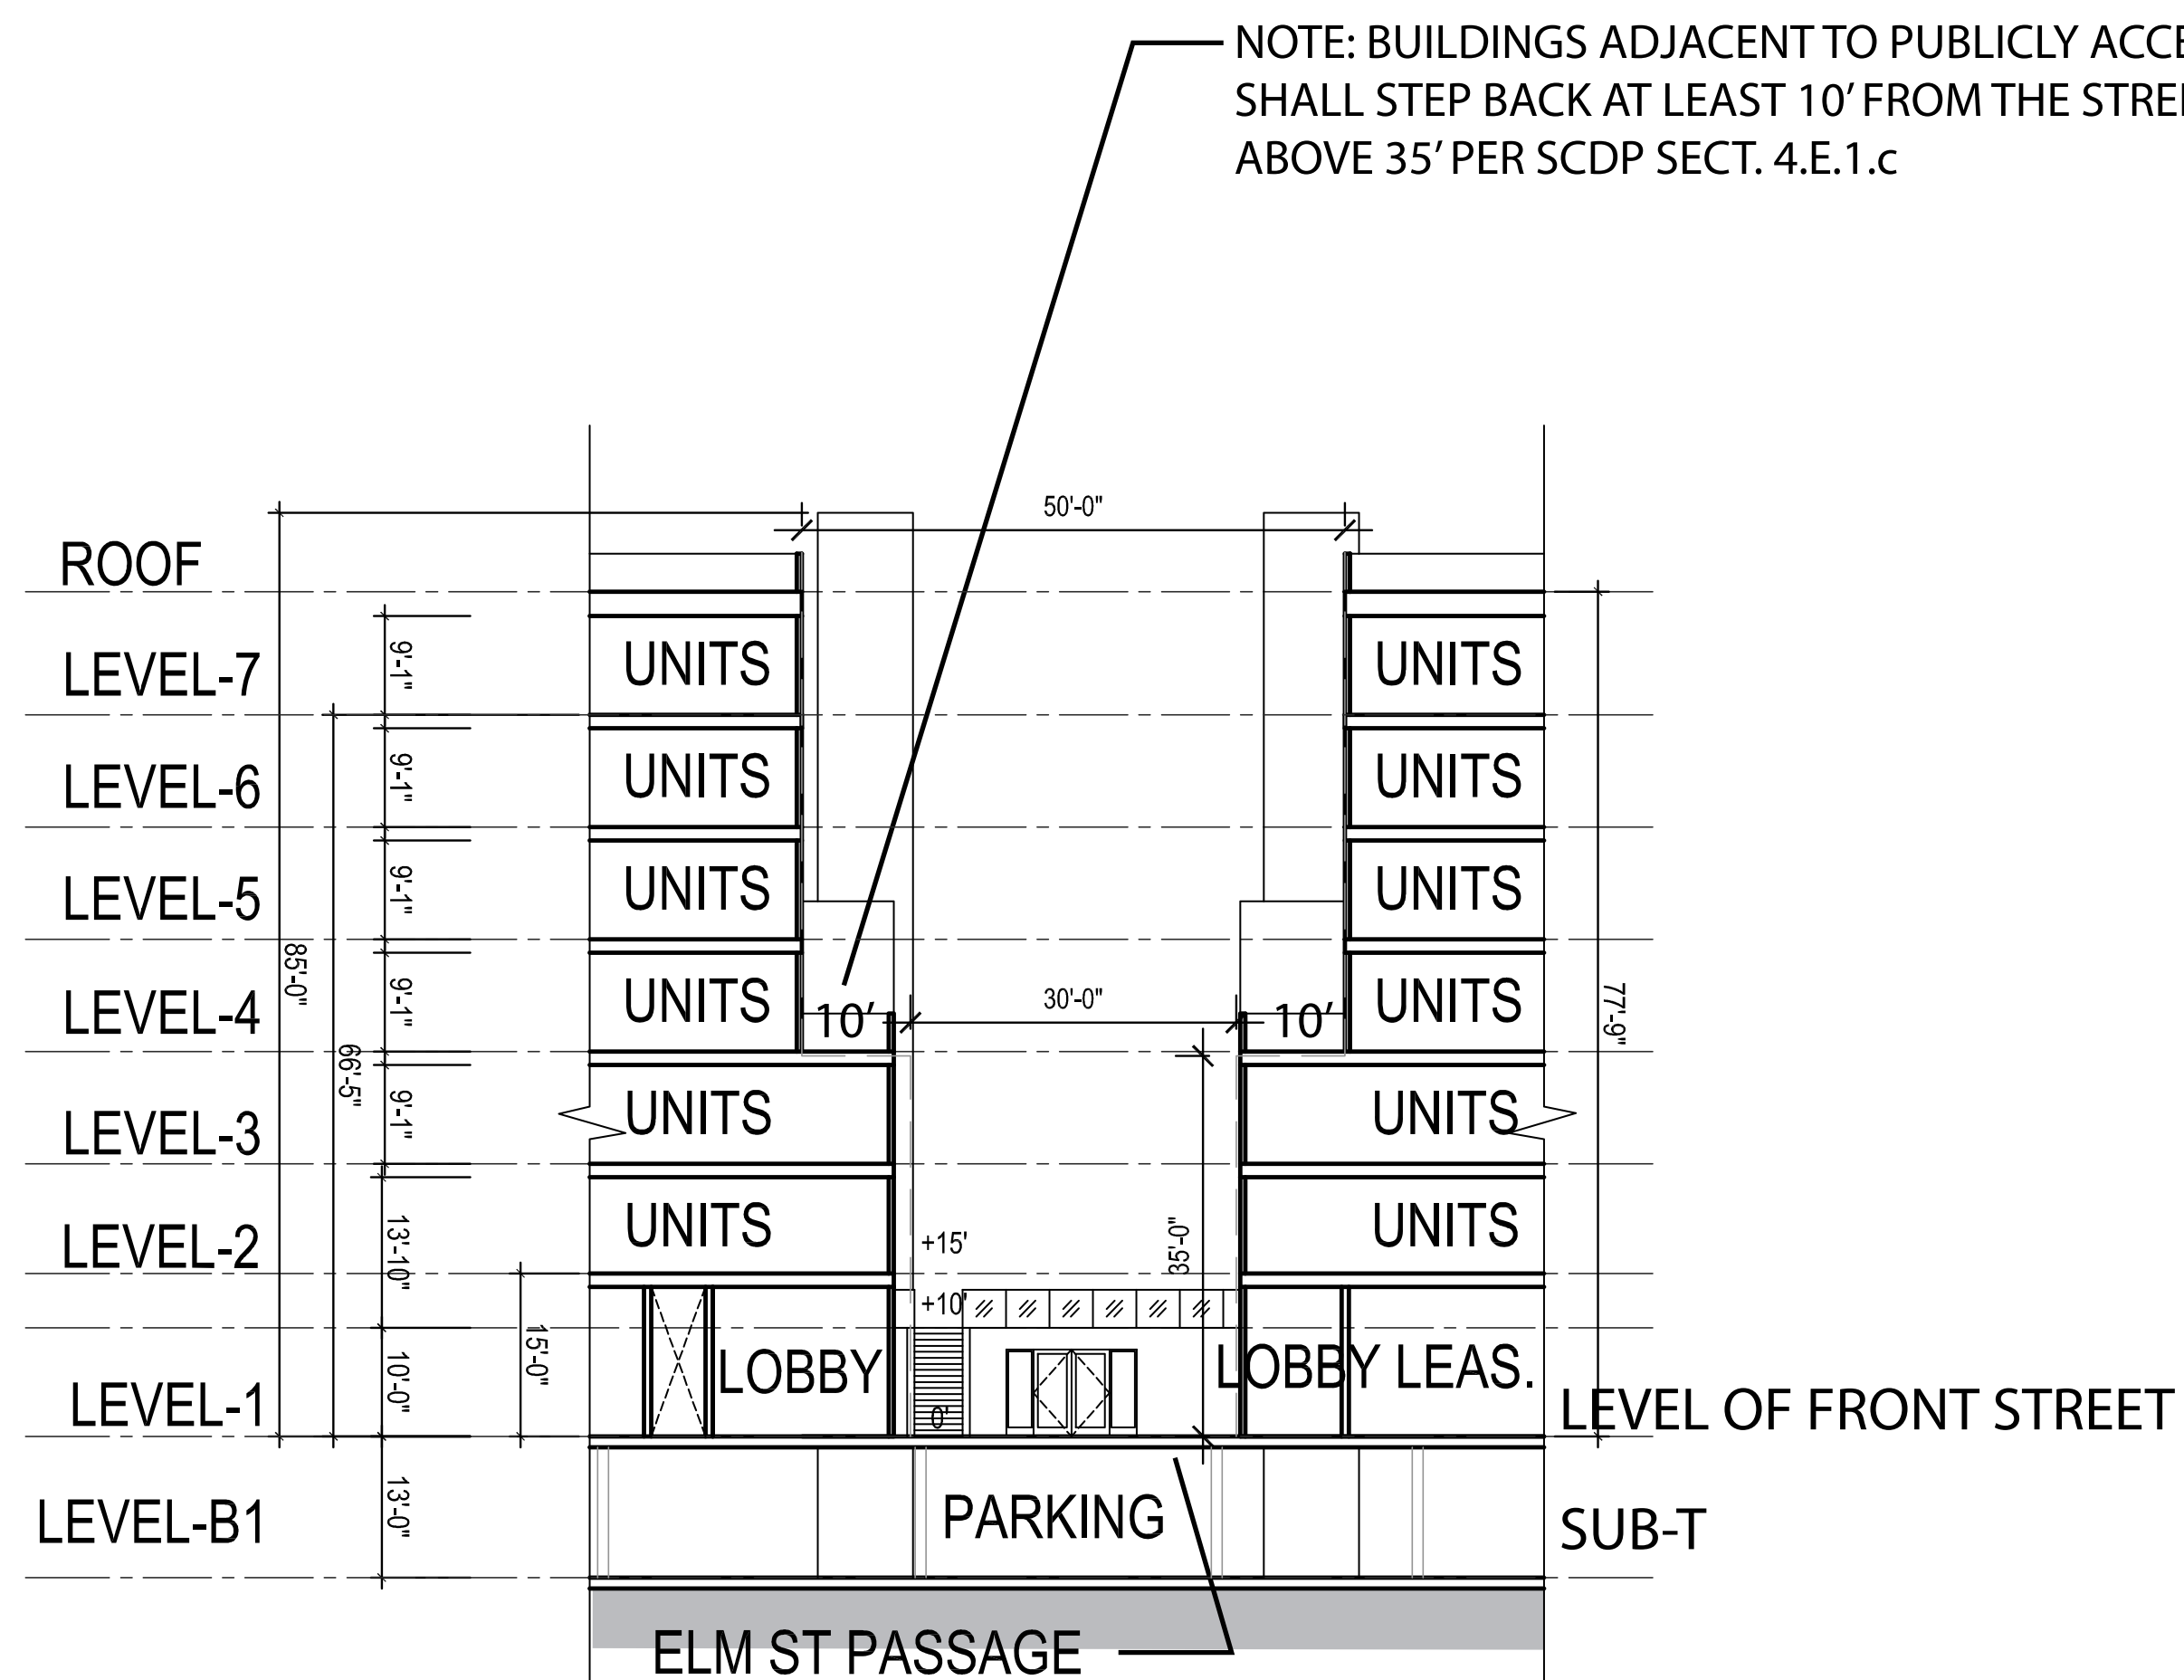 NOTE: BUILDINGS ADJACENT TO PUBLICLY
SHALL STEP BACK AT LEAST 10’ FROM THE
ABOVE 35’ PER SCDP SECT. 4.E.1.c
50'-0"
ROOF
LEVEL-7
9'-1"
UNITS
UNITS
LEVEL-6
9'-1"
UNITS
UNITS
LEVEL-5
9'-1"
UNITS
UNITS
85'-0"
LEVEL-4
9'-1"
UNITS
10’
30'-0"
10’
UNITS
77'-9"
66'-5"
LEVEL-3
9'-1"
UNITS
UNITS
LEVEL-2
13'-10"
UNITS
+15'
35'-0"
UNITS
+10'
LEVEL-1
10'-0"
15'-0"
LOBBY
0'
LOBBY LEAS.
LEVEL OF FRONT STREET
LEVEL-B1
13'-0"
PARKING
SUB-T
ELM ST PASSAGE